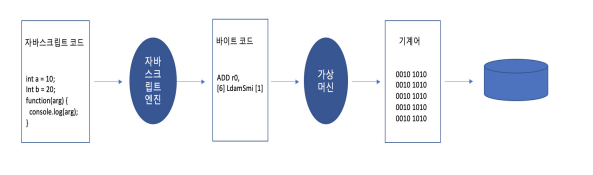 자바스크립트 코드
int a = 10;
Int b = 20;
function(arg) {
console.log(arg);
}
자바
스크
립트
엔진
바이트 코드
ADD r0,
[6] LdamSmi [1]
가상
머신
기계어
0010 1010
0010 1010
0010 1010
0010 1010
0010 1010